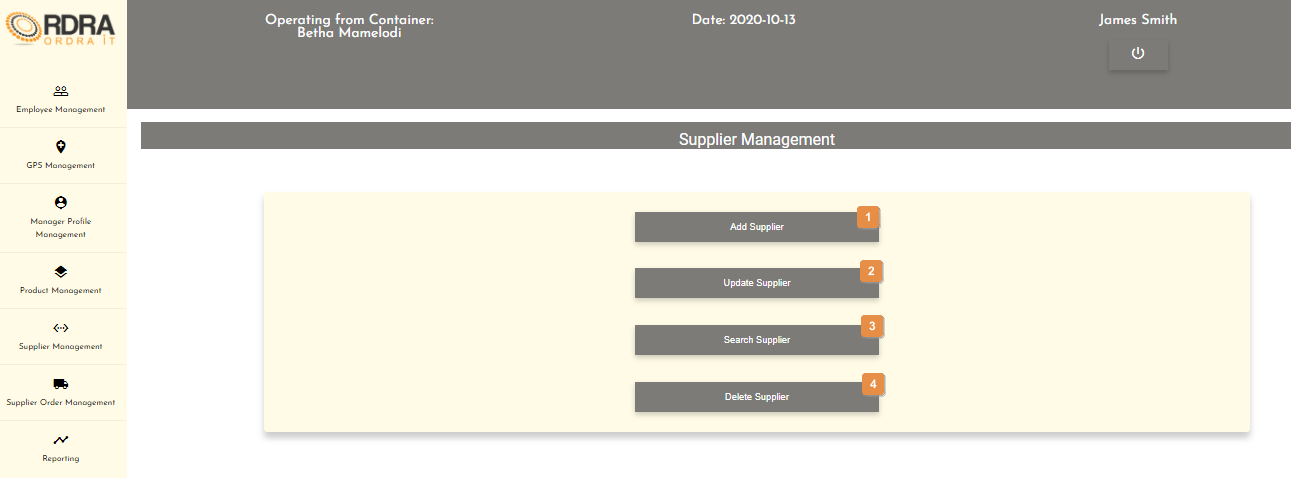 ORDRA
ORDRA IT
Operating from Container:
Betha Mamelodi
Date: 2020-10-13
James Smith
Employee Management
GPS Management
Manager Profile
Management
Product Management
Supplier Management
Supplier Order Management
Reporting
Supplier Management
Add Supplier
1
Update Supplier
2
Search Supplier
3
Delete Supplier
4